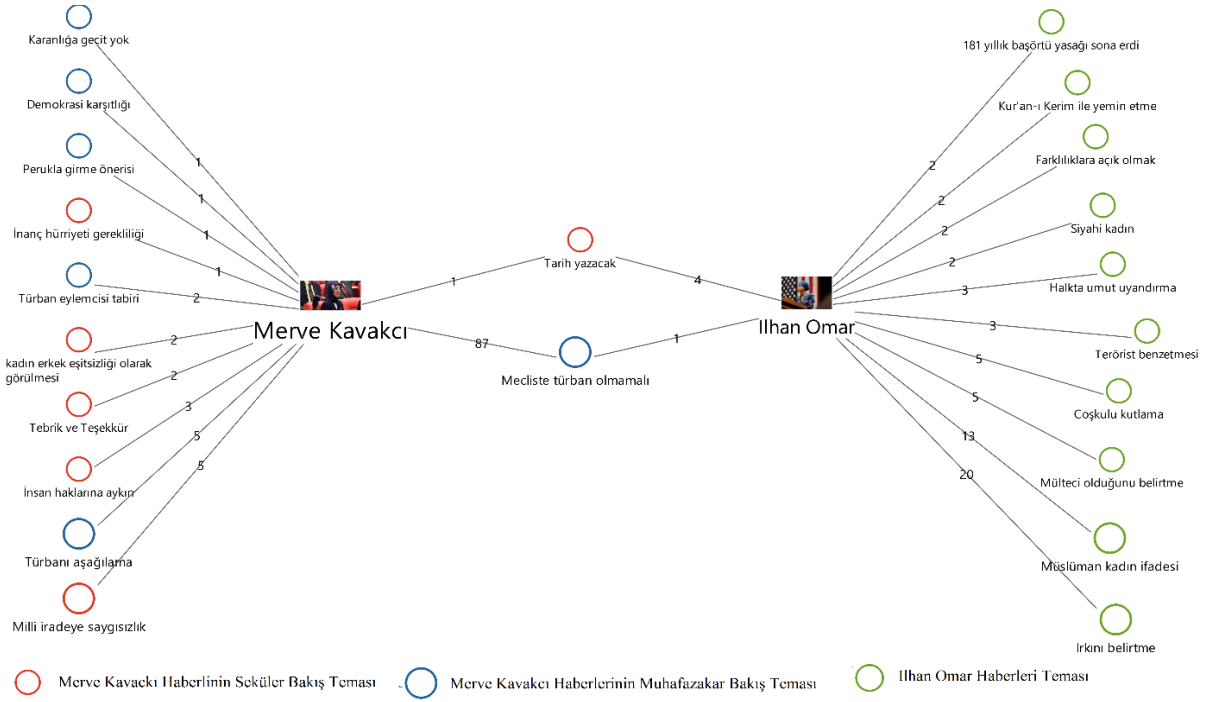 Karanlığa geçit yok
Demokrasi karşıtlığı
Perukla girme önerisi
İnanç hürriyeti gerekliliği
Türban eylemcisi tabiri
kadın erkek eşitsizliği olarak
görülmesi
Tebrik ve Teşekkür
İnsan haklarına aykırı
Türbanı aşağılama
Milli iradeye saygısızlık
1
1
1
1
2
2
2
3
5
5
Merve Kavakcı
1
87
Tarih yazacak
Mecliste türban olmamalı
4
1
Ilhan Omar
2
2
2
2
3
3
5
5
13
20
181 yıllık başörtü yasağı sona erdi
Kur'an-ı Kerim ile yemin etme
Farklılıklara açık olmak
Siyahi kadın
Halkta umut uyandırma
Terörist benzetmesi
Coşkulu kutlama
Mülteci olduğunu belirtme
Müslüman kadın ifadesi
Irkını belirtme
Merve Kavackı Haberlinin Seküler Bakış Teması
Merve Kavakcı Haberlerinin Muhafazakar Bakış Teması
Ilhan Omar Haberleri Teması